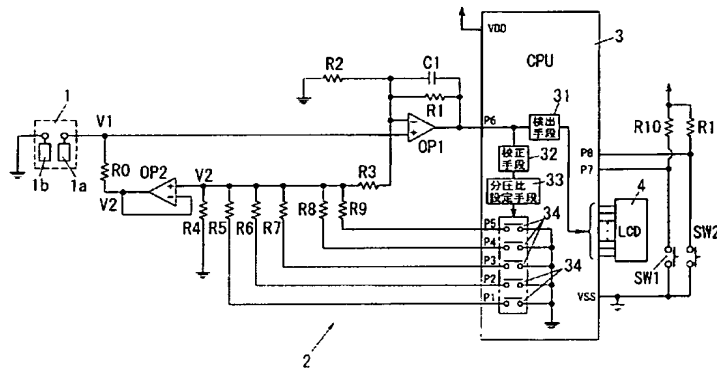 VDD
3
CPU
R2
C1
R1
OP1
P6
31
検出
手段
32
校正
手段
33
分圧比
設定手段
34
1
V1
1b
1a
R0
OP2
V2
V2
R3
R4
R5
R6
R7
R8
R9
P5
P4
P3
P2
P1
34
R10
R1
P8
P7
4
LCD
SW1
SW2
VSS
2